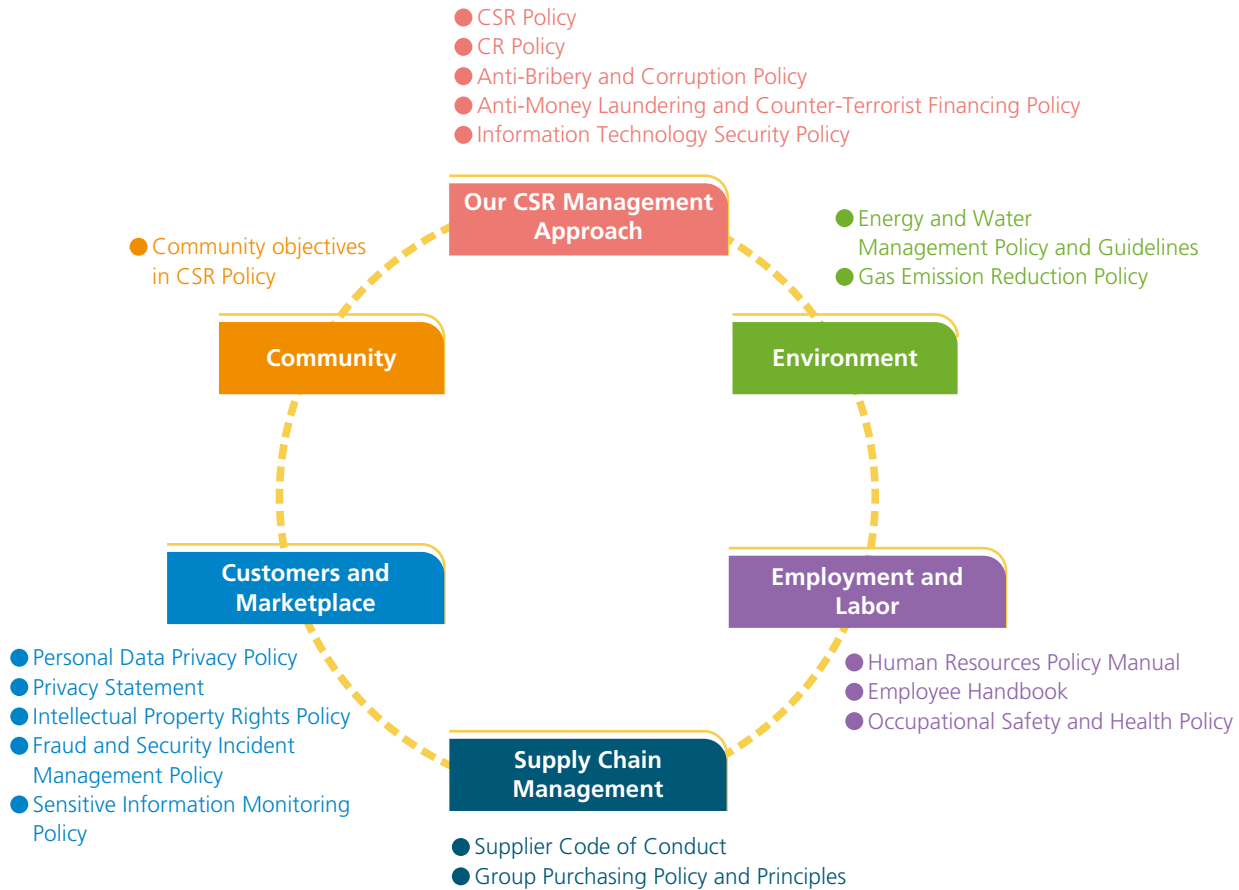 CSR Policy
CR Policy
Anti-Bribery and Corruption Policy
Anti-Money Laundering and Counter-Terrorist Financing Policy
Information Technology Security Policy
Our CSR Management
Approach
Energy and Water
Management Policy and Guidelines
Gas Emission Reduction Policy
Community objectives
in CSR Policy
Community
Environment
Customers and
Marketplace
Employment and
Labor
Personal Data Privacy Policy
Privacy Statement
Intellectual Property Rights Policy
Fraud and Security Incident
Management Policy
Sensitive Information Monitoring
Policy
Human Resources Policy Manual
Employee Handbook
Occupational Safety and Health Policy
Supply Chain
Management
Supplier Code of Conduct
Group Purchasing Policy and Principles